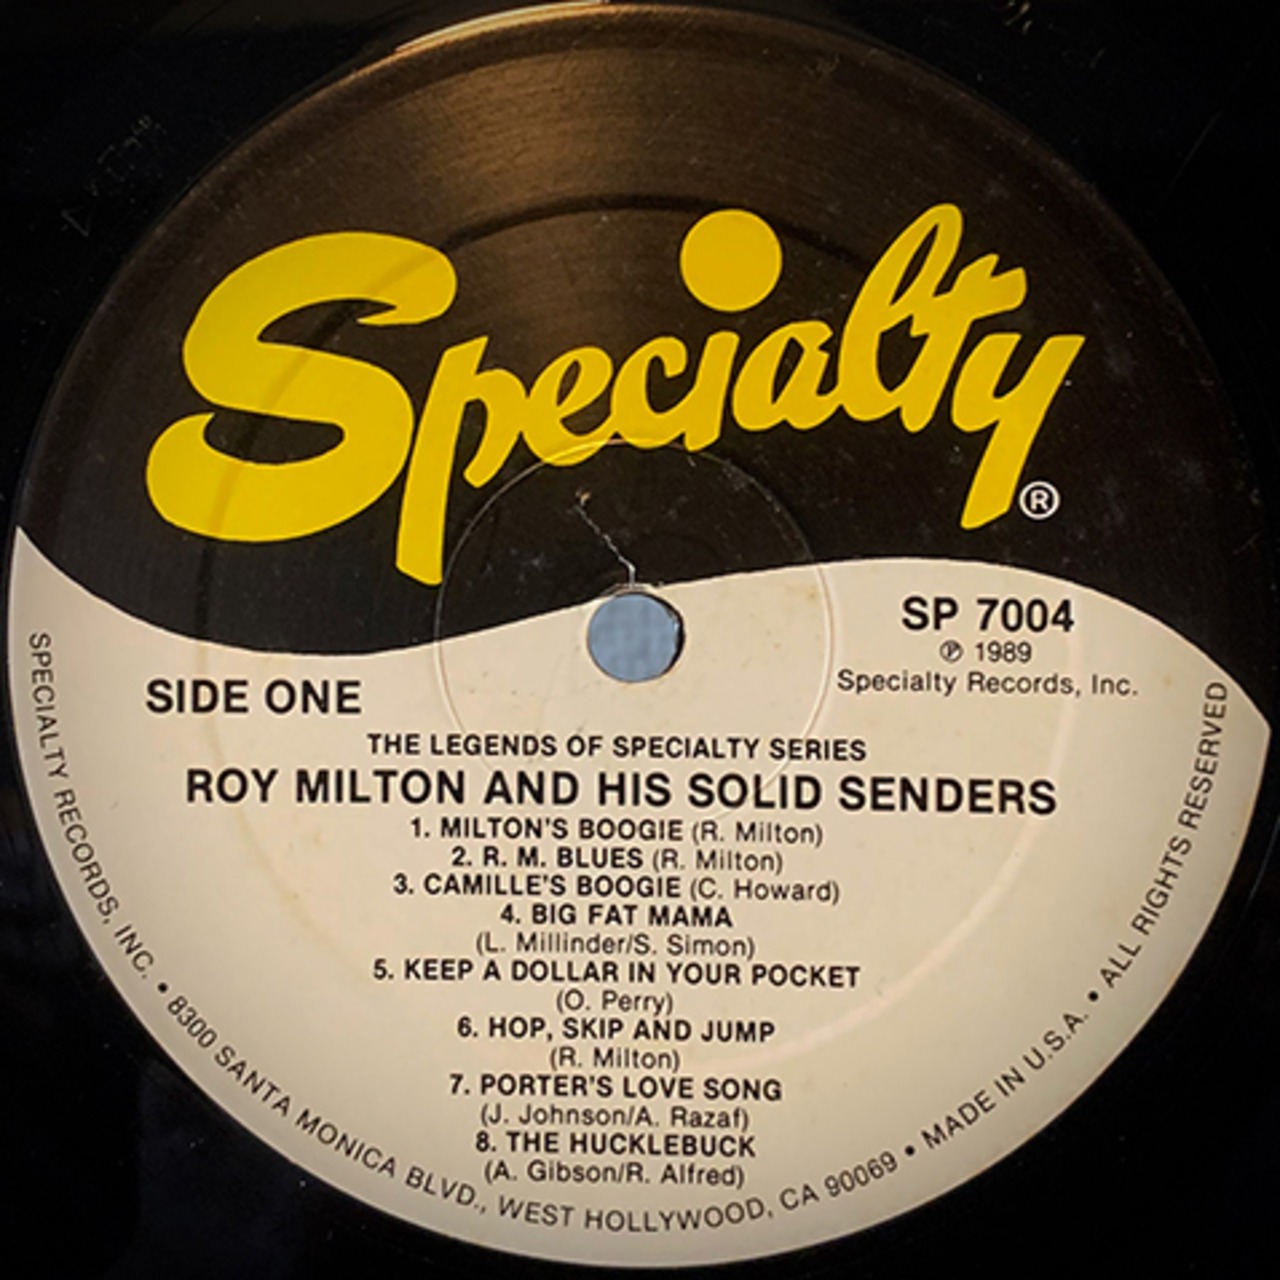 Specialty®
SP 7004
℗ 1989
Specialty Records, Inc.
SIDE ONE
THE LEGENDS OF SPECIALTY SERIES
ROY MILTON AND HIS SOLID SENDERS
1. MILTON'S BOOGIE (R. Milton)
2. R. M. BLUES (R. Milton)
3. CAMILLE'S BOOGIE (C. Howard)
4. BIG FAT MAMA
(L. Millinder/S. Simon)
5. KEEP A DOLLAR IN YOUR POCKET
(O. Perry)
6. HOP, SKIP AND JUMP
(R. Milton)
7. PORTER'S LOVE SONG
(J. Johnson/A. Razaf)
8. THE HUCKLEBUCK
(A. Gibson/R. Alfred)
SPECIALTY RECORDS, INC. • 8300 SANTA MONICA BLVD., WEST HOLLYWOOD, CA 90069 • MADE IN U.S.A. • ALL RIGHTS RESERVED